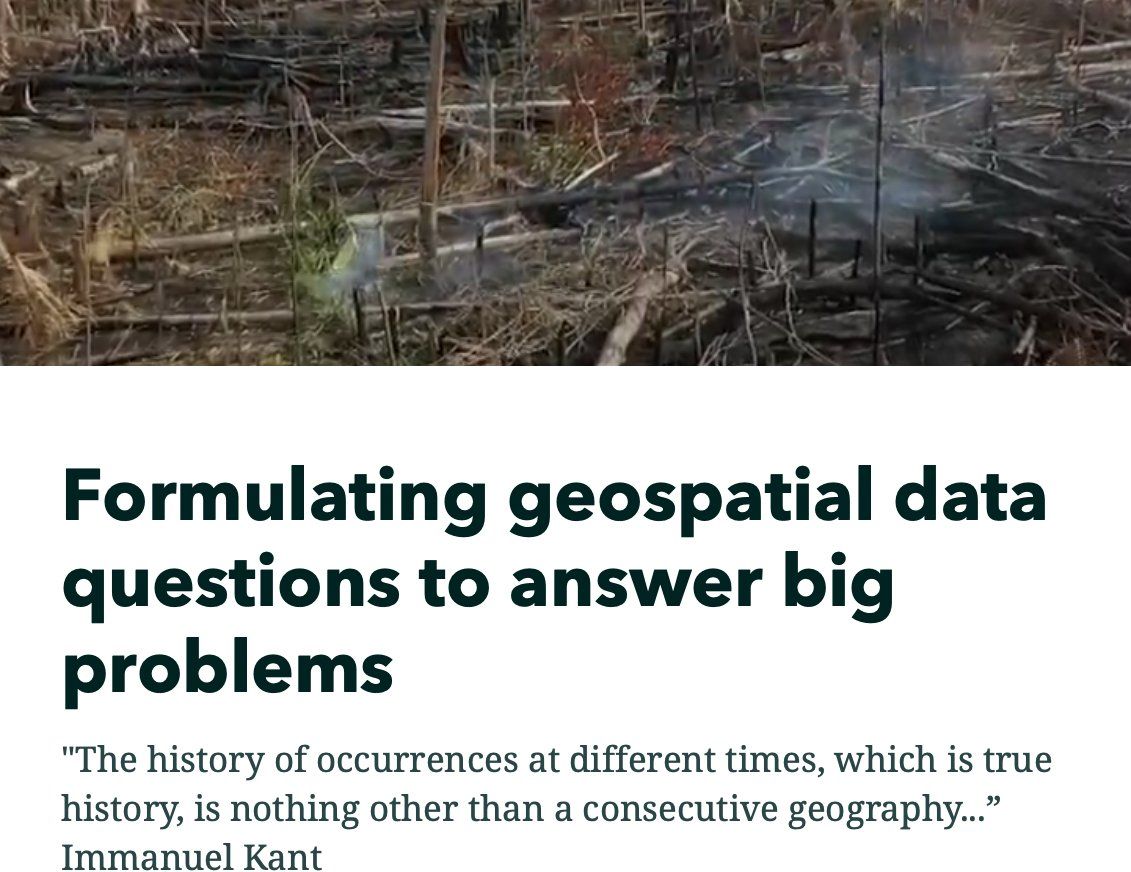 Formulating geospatial data
questions to answer big
problems
"The history of occurrences at different times, which is true
history, is nothing other than a consecutive geography...”
Immanuel Kant